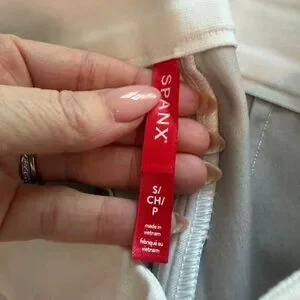 SPANX®
S/
CH/
P
made in
vietnam
fabriqué au
vietnam